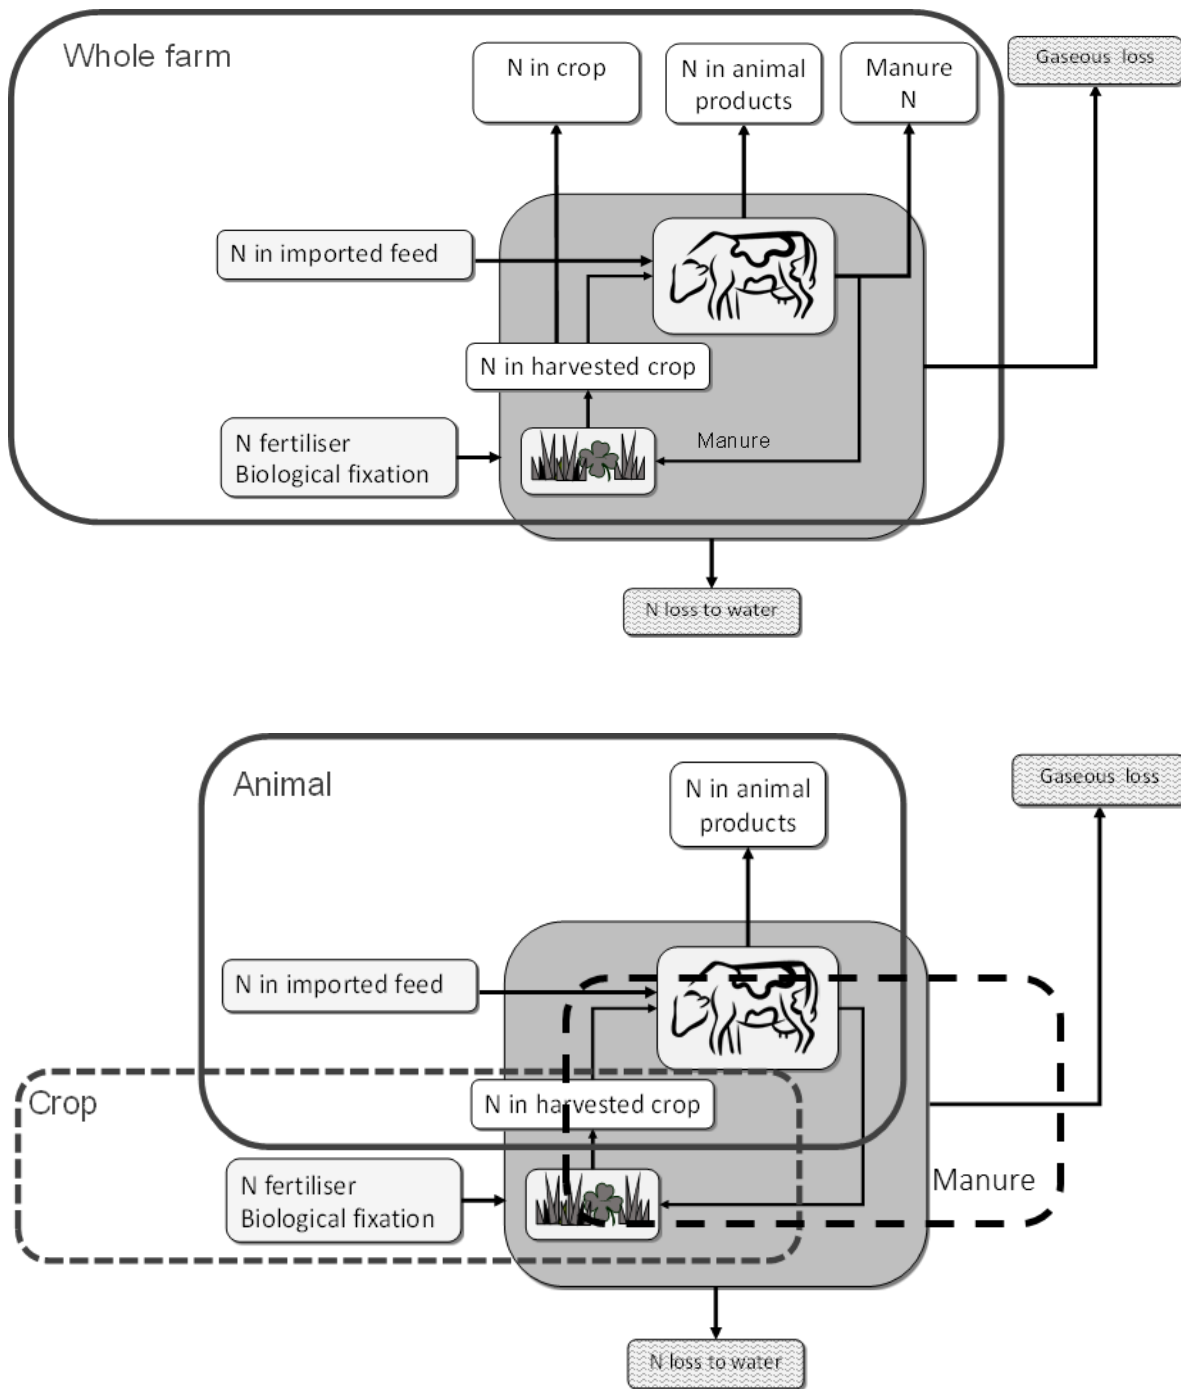 Whole farm
N in crop
N in animal
products
Manure
N
Gaseous loss
N in imported feed
N in harvested crop
N fertiliser
Biological fixation
Manure
N loss to water
Animal
N in animal
products
Gaseous loss
N in imported feed
Crop
N in harvested crop
N fertiliser
Biological fixation
Manure
N loss to water